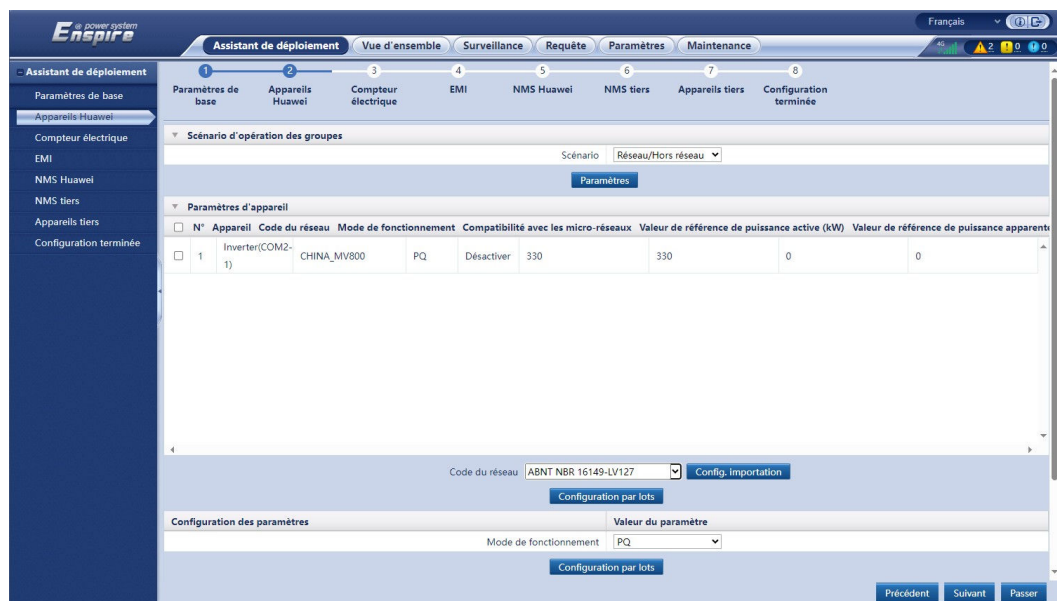 e power system
Enspire
Français
Assistant de déploiement Vue d'ensemble Surveillance Requête Paramètres Maintenance
4G 2 0 0
Assistant de déploiement
Paramètres de base
Appareils Huawei
Compteur électrique
EMI
NMS Huawei
NMS tiers
Appareils tiers
Configuration terminée
1 2 3 4 5 6 7 8
Paramètres de base Appareils Huawei Compteur électrique EMI NMS Huawei NMS tiers Appareils tiers Configuration terminée
Scénario d'opération des groupes
Scénario Réseau/Hors réseau
Paramètres
Paramètres d'appareil
N° Appareil Code du réseau Mode de fonctionnement Compatibilité avec les micro-réseaux Valeur de référence de puissance active (kW) Valeur de référence de puissance apparente
1 Inverter(COM2-1) CHINA_MV800 PQ Désactiver 330 330 0 0
Code du réseau ABNT NBR 16149-LV127 Config. importation
Configuration par lots
Configuration des paramètres Valeur du paramètre
Mode de fonctionnement PQ
Configuration par lots
Précédent Suivant Passer